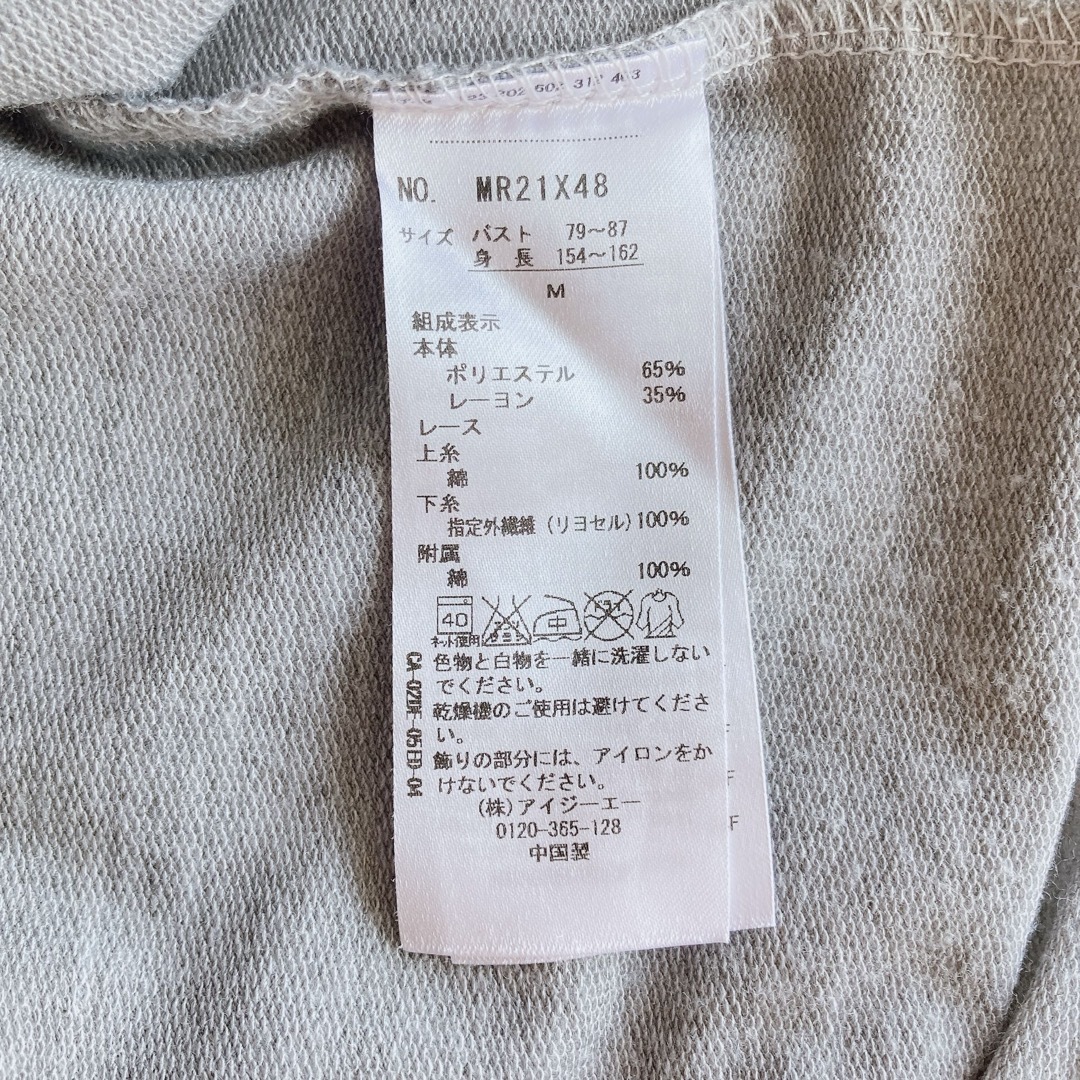 NO. MR21X48
サイズ バスト 79～87
身長 154～162
M
組成表示
本体
ポリエステル 65%
レーヨン 35%
レース
上糸
綿 100%
下糸
指定外繊維(リヨセル)100%
附属
綿 100%
40 中
ネット使用
色物と白物を一緒に洗濯しない
でください。
乾燥機のご使用は避けてくださ
い。
飾りの部分には、アイロンをか
けないでください。
(株)アイジーエー
0120-365-128
中国製
CA-02DF-05ED-04
F
F